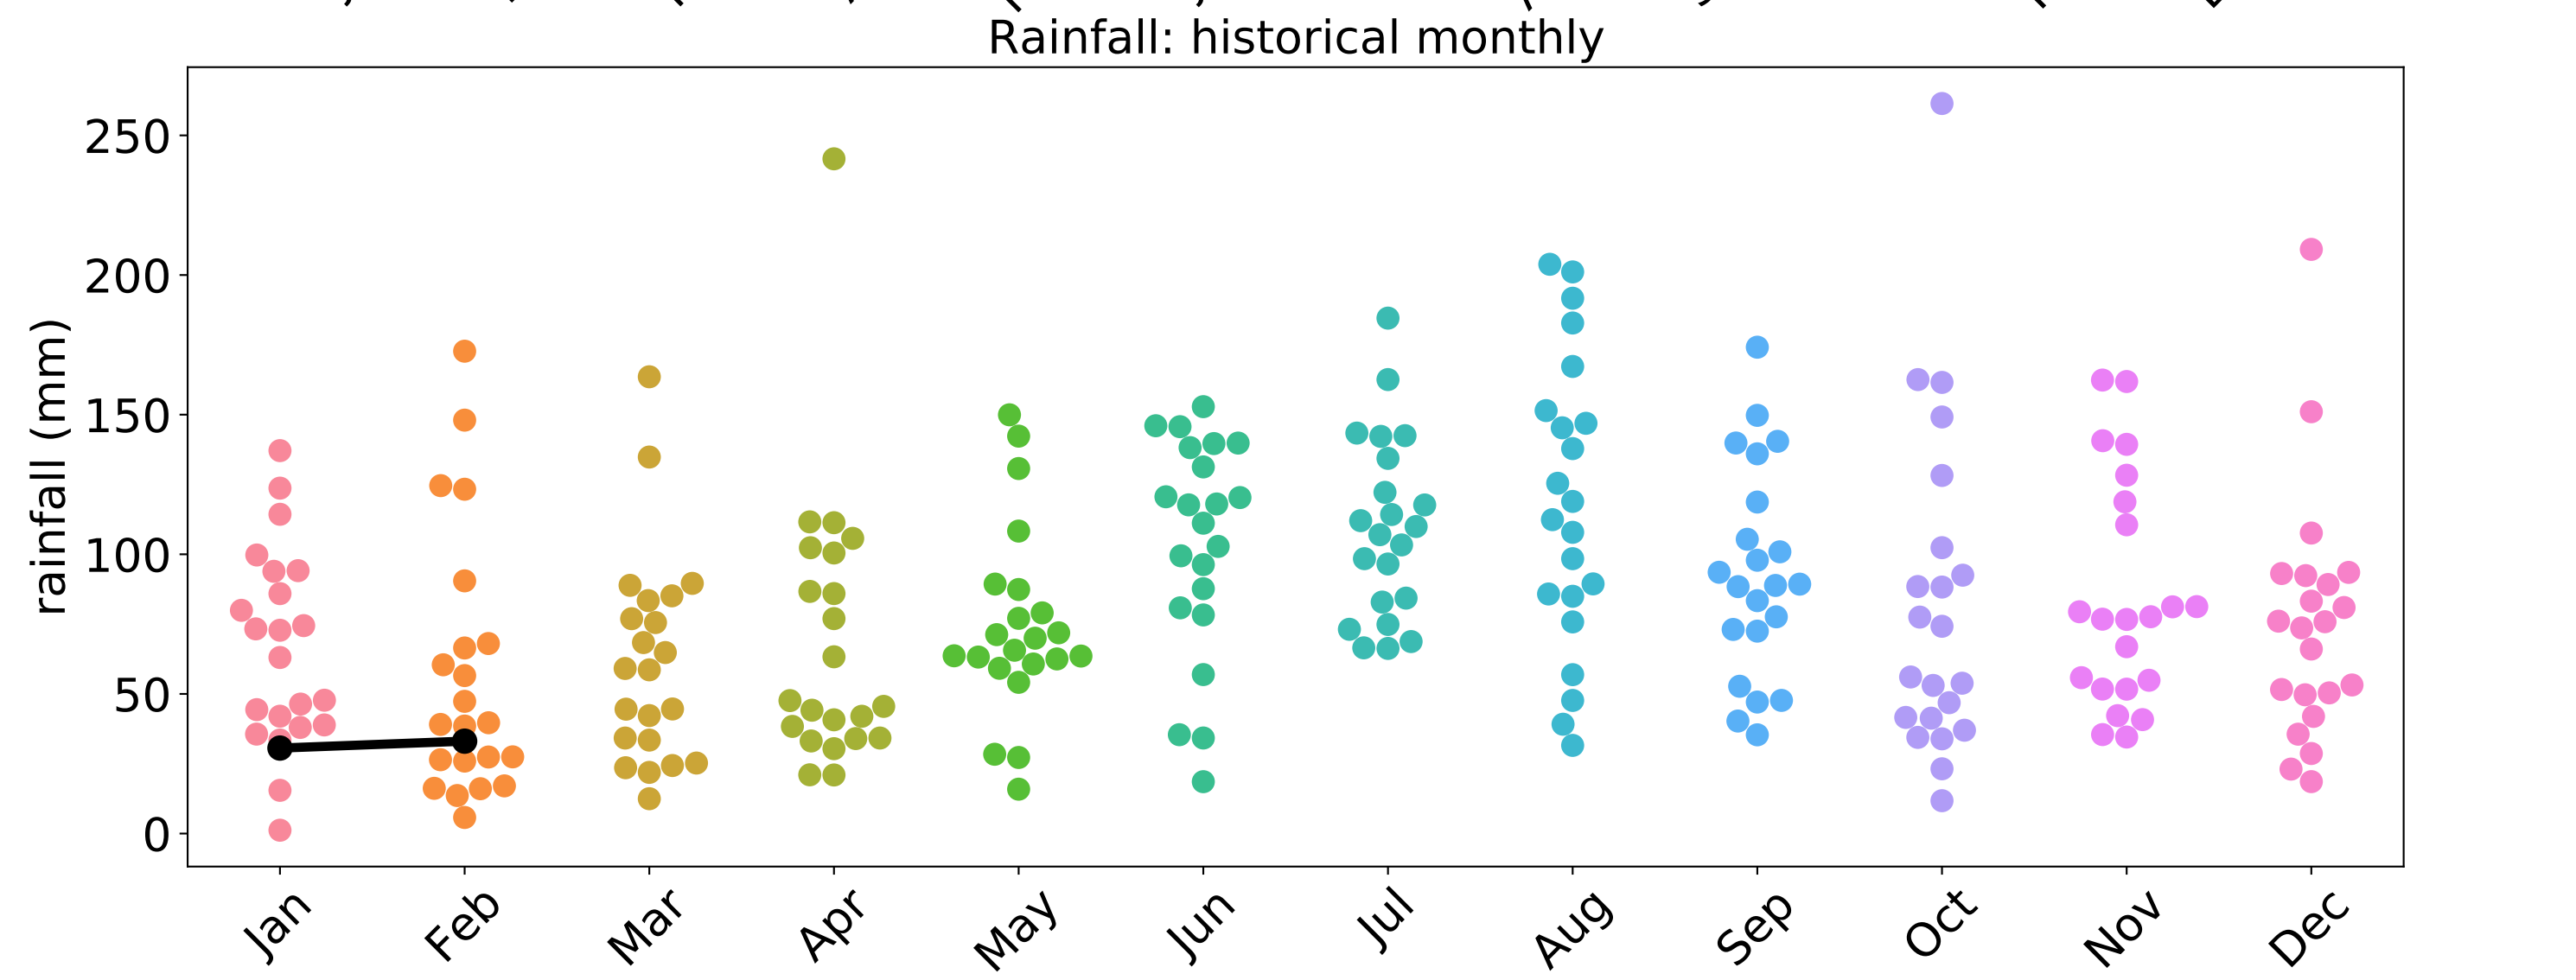 Rainfall: historical monthly
rainfall (mm)
250
200
150
100
50
0
Jan
Feb
Mar
Apr
May
Jun
Jul
Aug
Sep
Oct
Nov
Dec